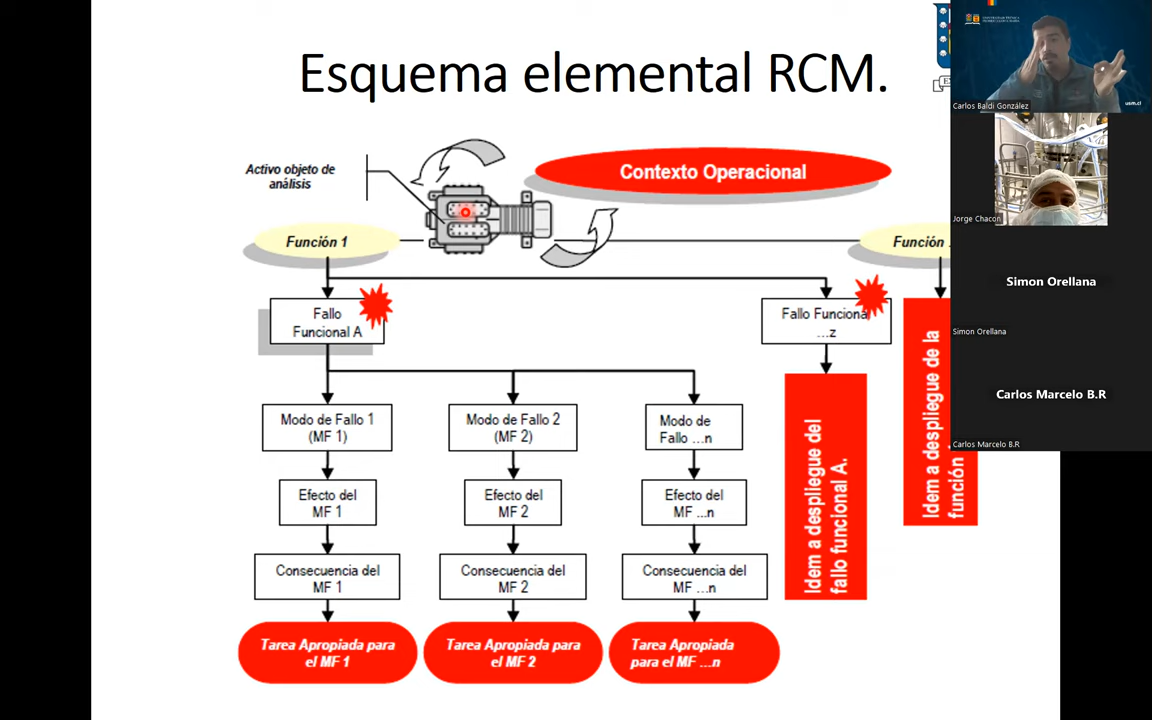 Esquema elemental RCM.
Activo objeto de
análisis
Contexto Operacional
Función 1
Función
Fallo
Funcional A
Fallo Funciona
...z
Modo de Fallo 1
(MF 1)
Modo de Fallo 2
(MF 2)
Modo de
Fallo ...n
Efecto del
MF 1
Efecto del
MF 2
Efecto del
MF ...n
Consecuencia del
MF 1
Consecuencia del
MF 2
Consecuencia del
MF ...n
Tarea Apropiada para
el MF 1
Tarea Apropiada para
el MF 2
Tarea Apropiada
para el MF ...n
Idem a despliegue del
fallo funcional A.
Idem a despliegue de la
función
usm.cl
Carlos Baldi González
Jorge Chacon
Simon Orellana
Simon Orellana
Carlos Marcelo B.R
Carlos Marcelo B.R